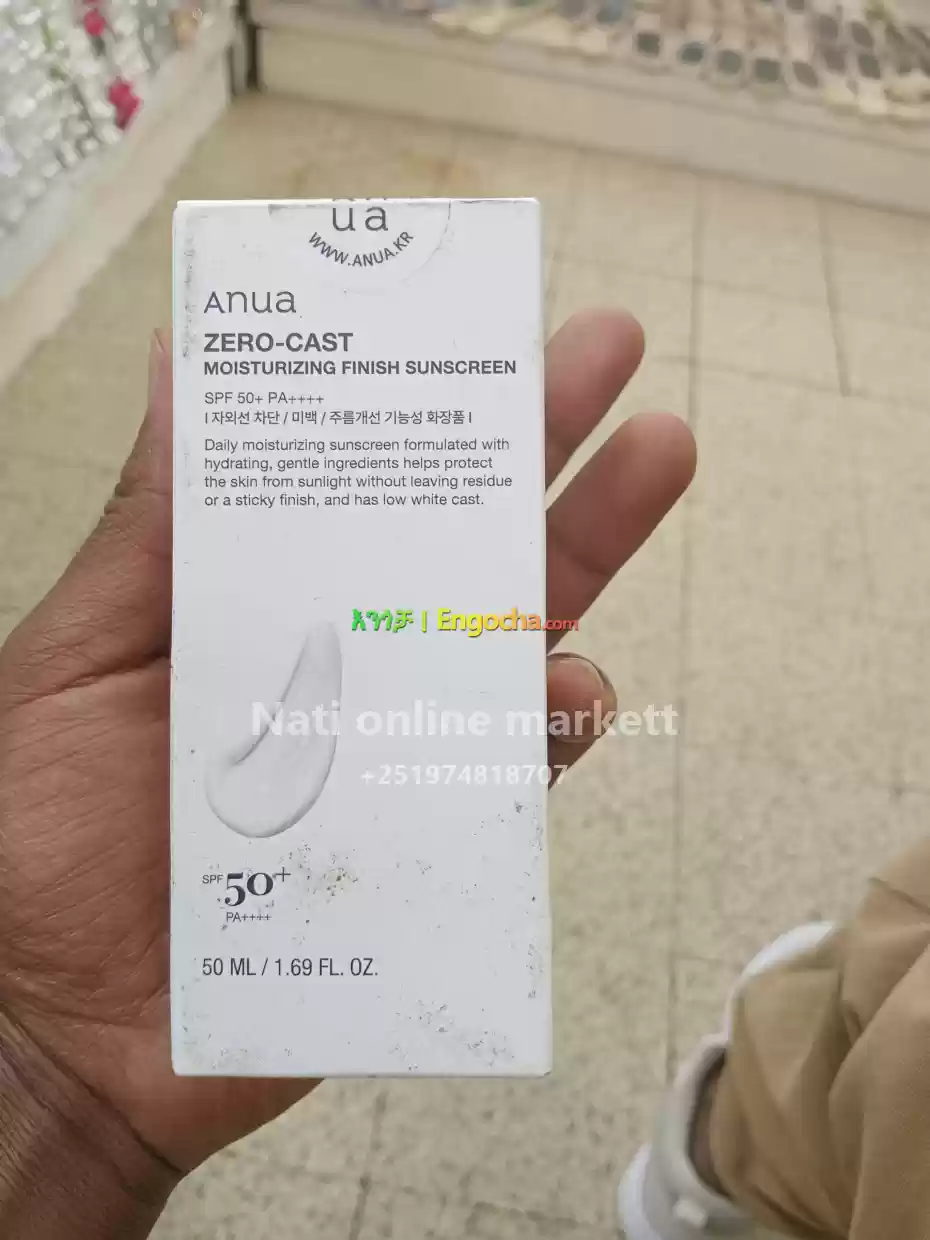 ua
WWW.ANUA.KR
Anua
ZERO-CAST
MOISTURIZING FINISH SUNSCREEN
SPF 50+ PA++++
I 자외선 차단 / 미백 / 주름개선 기능성 화장품 I
Daily moisturizing sunscreen formulated with
hydrating, gentle ingredients helps protect
the skin from sunlight without leaving residue
or a sticky finish, and has low white cast.
እንጎቻ | Engocha.com
Nati online markett
+251974818707
SPF 50+
PA++++
50 ML / 1.69 FL. OZ.